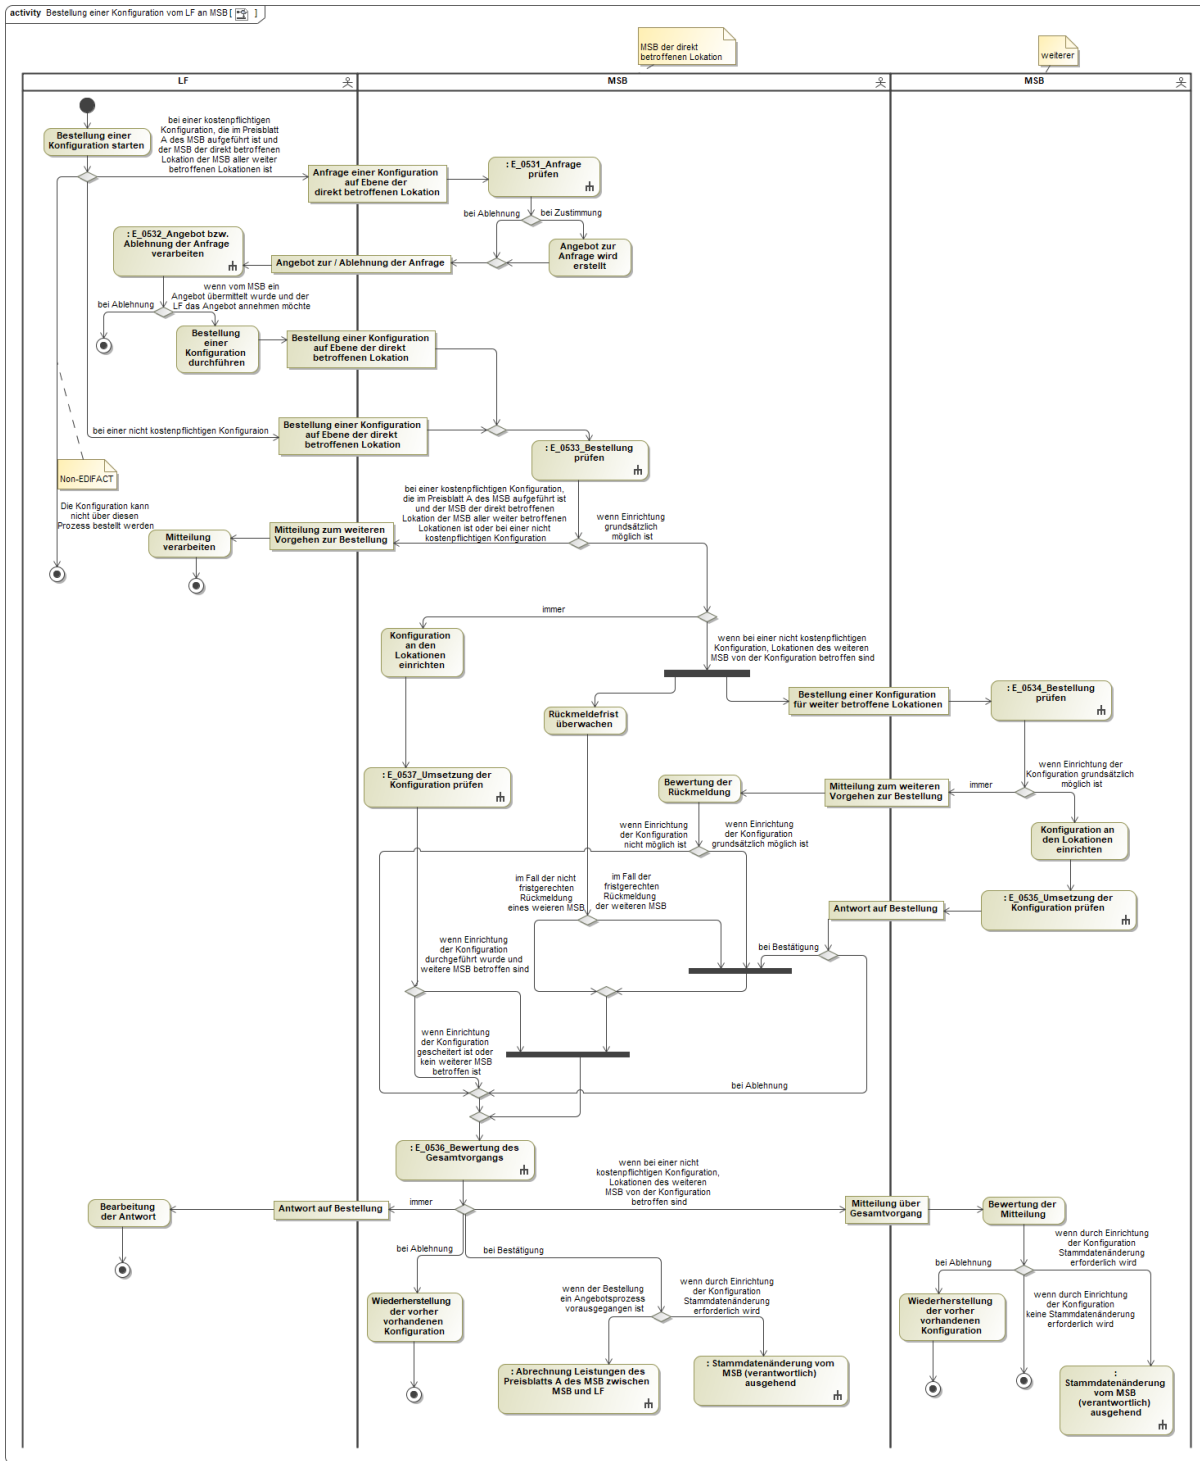 activity Bestellung einer Konfiguration vom LF an MSB [ ]
MSB der direkt
betroffenen Lokation
weiterer
LF
MSB
MSB
Bestellung einer
Konfiguration starten
bei einer kostenpflichtigen
Konfiguration, die im Preisblatt
A des MSB aufgeführt ist und
der MSB der direkt betroffenen
Lokation der MSB aller weiter
betroffenen Lokationen ist
Anfrage einer Konfiguration
auf Ebene der
direkt betroffenen Lokation
: E_0531_Anfrage
prüfen
bei Ablehnung
bei Zustimmung
Angebot zur
Anfrage wird
erstellt
Angebot zur / Ablehnung der Anfrage
: E_0532_Angebot bzw.
Ablehnung der Anfrage
verarbeiten
wenn vom MSB ein
Angebot übermittelt wurde und der
LF das Angebot annehmen möchte
bei Ablehnung
Bestellung
einer
Konfiguration
durchführen
Bestellung einer Konfiguration
auf Ebene der direkt
betroffenen Lokation
bei einer nicht kostenpflichtigen Konfiguraion
Bestellung einer Konfiguration
auf Ebene der direkt
betroffenen Lokation
: E_0533_Bestellung
prüfen
Non-EDIFACT
Die Konfiguration kann
nicht über diesen
Prozess bestellt werden
bei einer kostenpflichtigen Konfiguration,
die im Preisblatt A des MSB aufgeführt ist
und der MSB der direkt betroffenen
Lokation der MSB aller weiter betroffenen
Lokationen ist oder bei einer nicht
kostenpflichtigen Konfiguration
wenn Einrichtung
grundsätzlich
möglich ist
Mitteilung zum weiteren
Vorgehen zur Bestellung
Mitteilung
verarbeiten
immer
Konfiguration
an den
Lokationen
einrichten
wenn bei einer nicht kostenpflichtigen
Konfiguration, Lokationen des weiteren
MSB von der Konfiguration betroffen sind
Rückmeldefrist
überwachen
Bestellung einer Konfiguration
für weiter betroffene Lokationen
: E_0534_Bestellung
prüfen
: E_0537_Umsetzung der
Konfiguration prüfen
Bewertung der
Rückmeldung
Mitteilung zum weiteren
Vorgehen zur Bestellung
immer
wenn Einrichtung der
Konfiguration grundsätzlich
möglich ist
wenn Einrichtung
der Konfiguration
nicht möglich ist
wenn Einrichtung
der Konfiguration
grundsätzlich möglich ist
Konfiguration an
den Lokationen
einrichten
im Fall der nicht
fristgerechten
Rückmeldung
eines weieren MSB
im Fall der
fristgerechten
Rückmeldung
der weiteren MSB
Antwort auf Bestellung
: E_0535_Umsetzung der
Konfiguration prüfen
bei Bestätigung
wenn Einrichtung
der Konfiguration
durchgeführt wurde und
weitere MSB betroffen sind
wenn Einrichtung
der Konfiguration
gescheitert ist oder
kein weiterer MSB
betroffen ist
bei Ablehnung
: E_0536_Bewertung des
Gesamtvorgangs
wenn bei einer nicht
kostenpflichtigen Konfiguration,
Lokationen des weiteren
MSB von der Konfiguration
betroffen sind
Bearbeitung
der Antwort
Antwort auf Bestellung
immer
Mitteilung über
Gesamtvorgang
Bewertung der
Mitteilung
bei Ablehnung
bei Bestätigung
wenn durch Einrichtung
der Konfiguration
Stammdatenänderung
erforderlich wird
bei Ablehnung
wenn der Bestellung
ein Angebotsprozess
vorausgegangen ist
wenn durch Einrichtung
der Konfiguration
Stammdatenänderung
erforderlich wird
Wiederherstellung
der vorher
vorhandenen
Konfiguration
Wiederherstellung
der vorher
vorhandenen
Konfiguration
wenn durch Einrichtung
der Konfiguration
keine Stammdatenänderung
erforderlich wird
: Abrechnung Leistungen des
Preisblatts A des MSB zwischen
MSB und LF
: Stammdatenänderung vom
MSB (verantwortlich)
ausgehend
:
Stammdatenänderung
vom MSB
(verantwortlich)
ausgehend